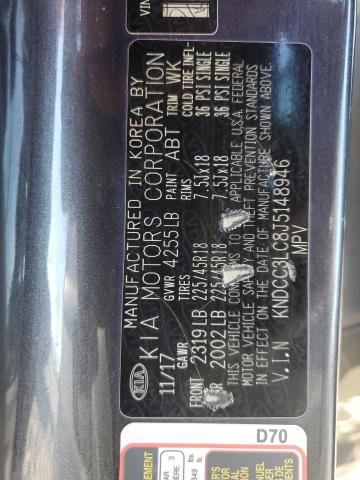 MANUFACTURED IN KOREA BY
KIA KIA MOTORS CORPORATION
11/17 GVWR 4255LB PAINT ABT TRIM WK
GAWR TIRES RIMS COLD TIRE INFL.
FRONT 2319LB 225/45R18 7.5Jx18 36 PSI SINGLE
2002LB 225/45R18 7.5Jx18 36 PSI SINGLE
THIS VEHICLE CONFORMS TO APPLICABLE U.S.A. FEDERAL
MOTOR VEHICLE SAFETY AND THEFT PREVENTION STANDARDS
IN EFFECT ON THE DATE OF MANUFACTURE SHOWN ABOVE.
V.I.N KNDCC3LC8J5148946
MPV
D70
VIN